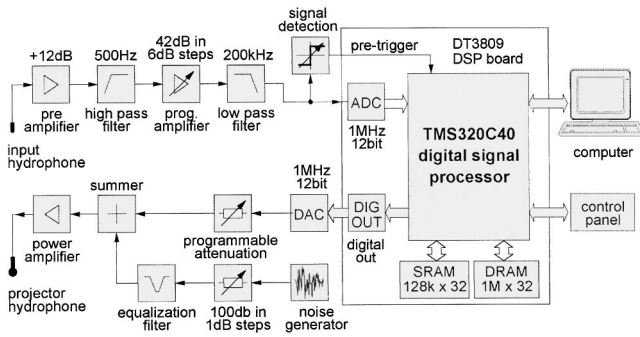 signal
detection
+12dB
500Hz
42dB in
6dB steps
200kHz
pre-trigger
DT3809
DSP board
pre
amplifier
high pass
filter
prog.
amplifier
low pass
filter
ADC
1MHz
12bit
input
hydrophone
TMS320C40
digital signal
processor
computer
summer
1MHz
12bit
DAC
DIG
OUT
digital
out
control
panel
power
amplifier
programmable
attenuation
SRAM
128k x 32
DRAM
1M x 32
projector
hydrophone
equalization
filter
100db in
1dB steps
noise
generator